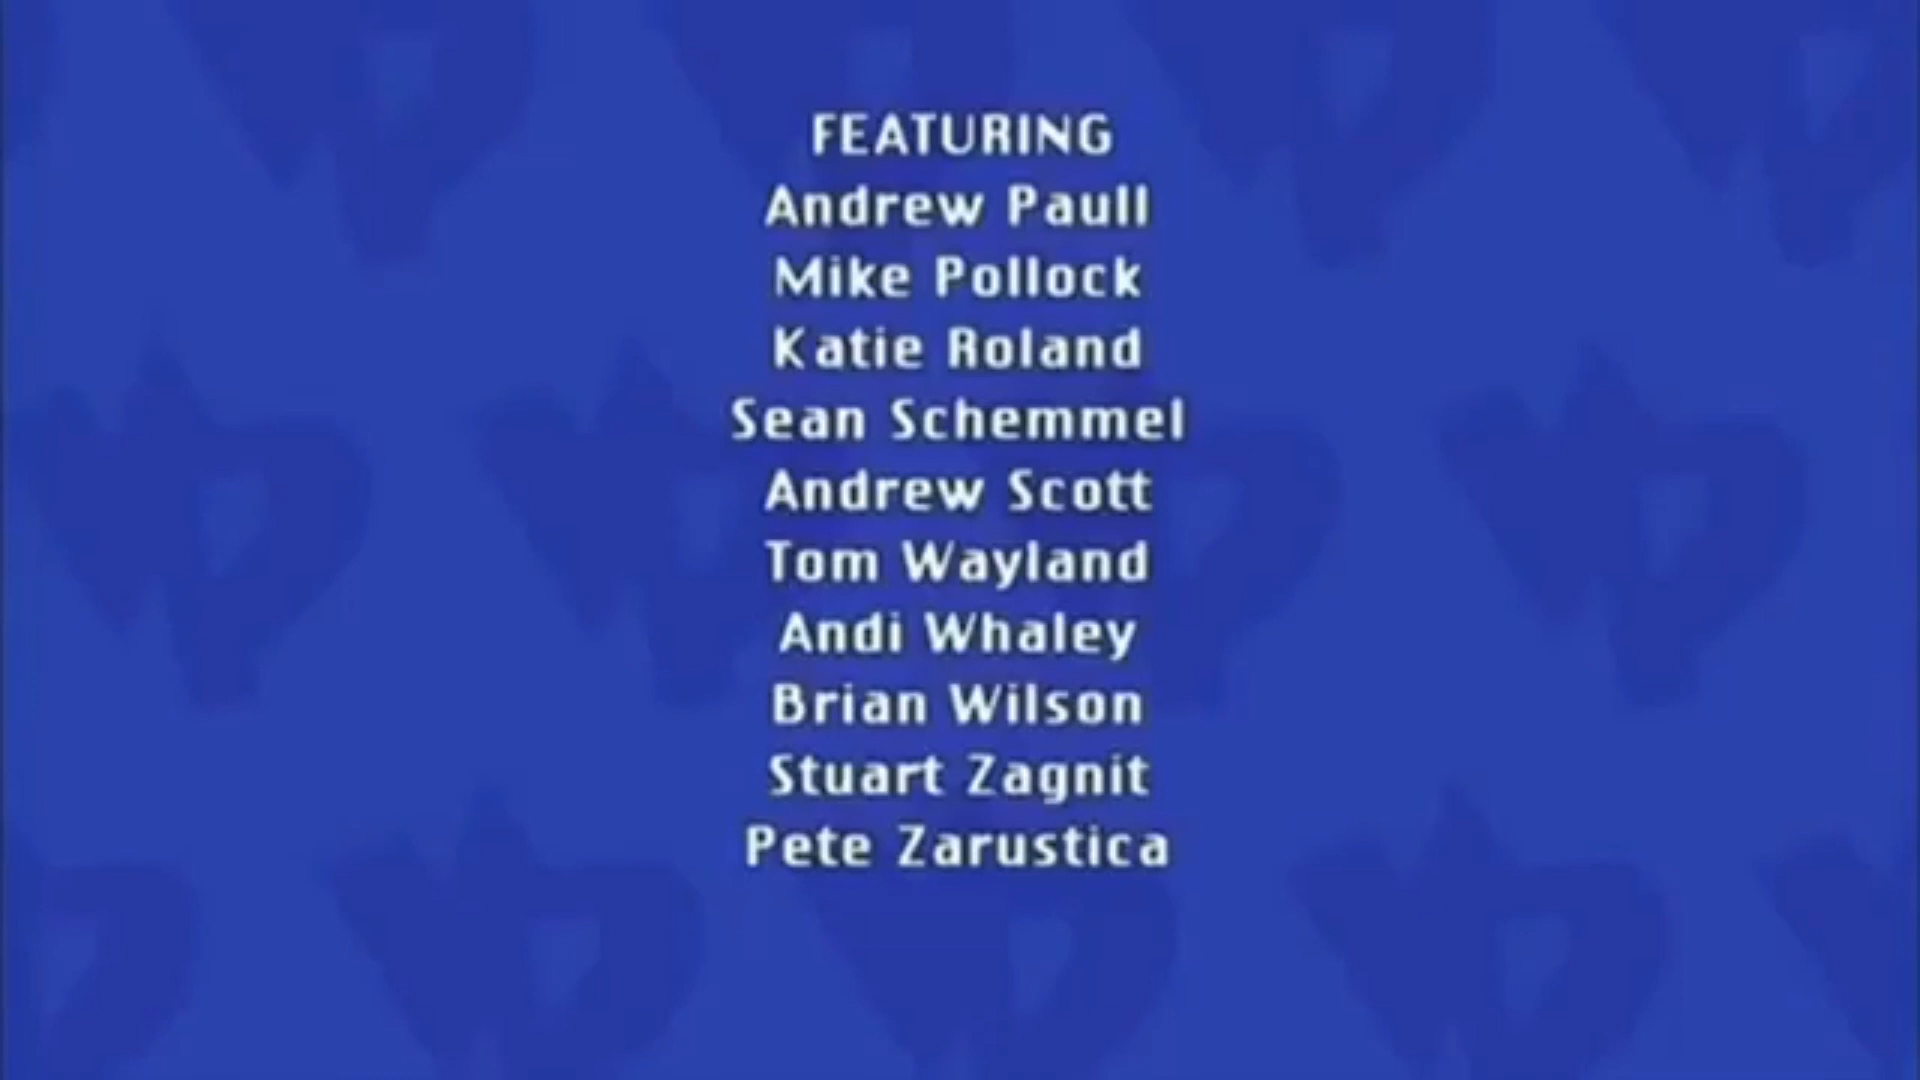 FEATURING
Andrew Paull
Mike Pollock
Katie Roland
Sean Schemmel
Andrew Scott
Tom Wayland
Andi Whaley
Brian Wilson
Stuart Zagnit
Pete Zarustica